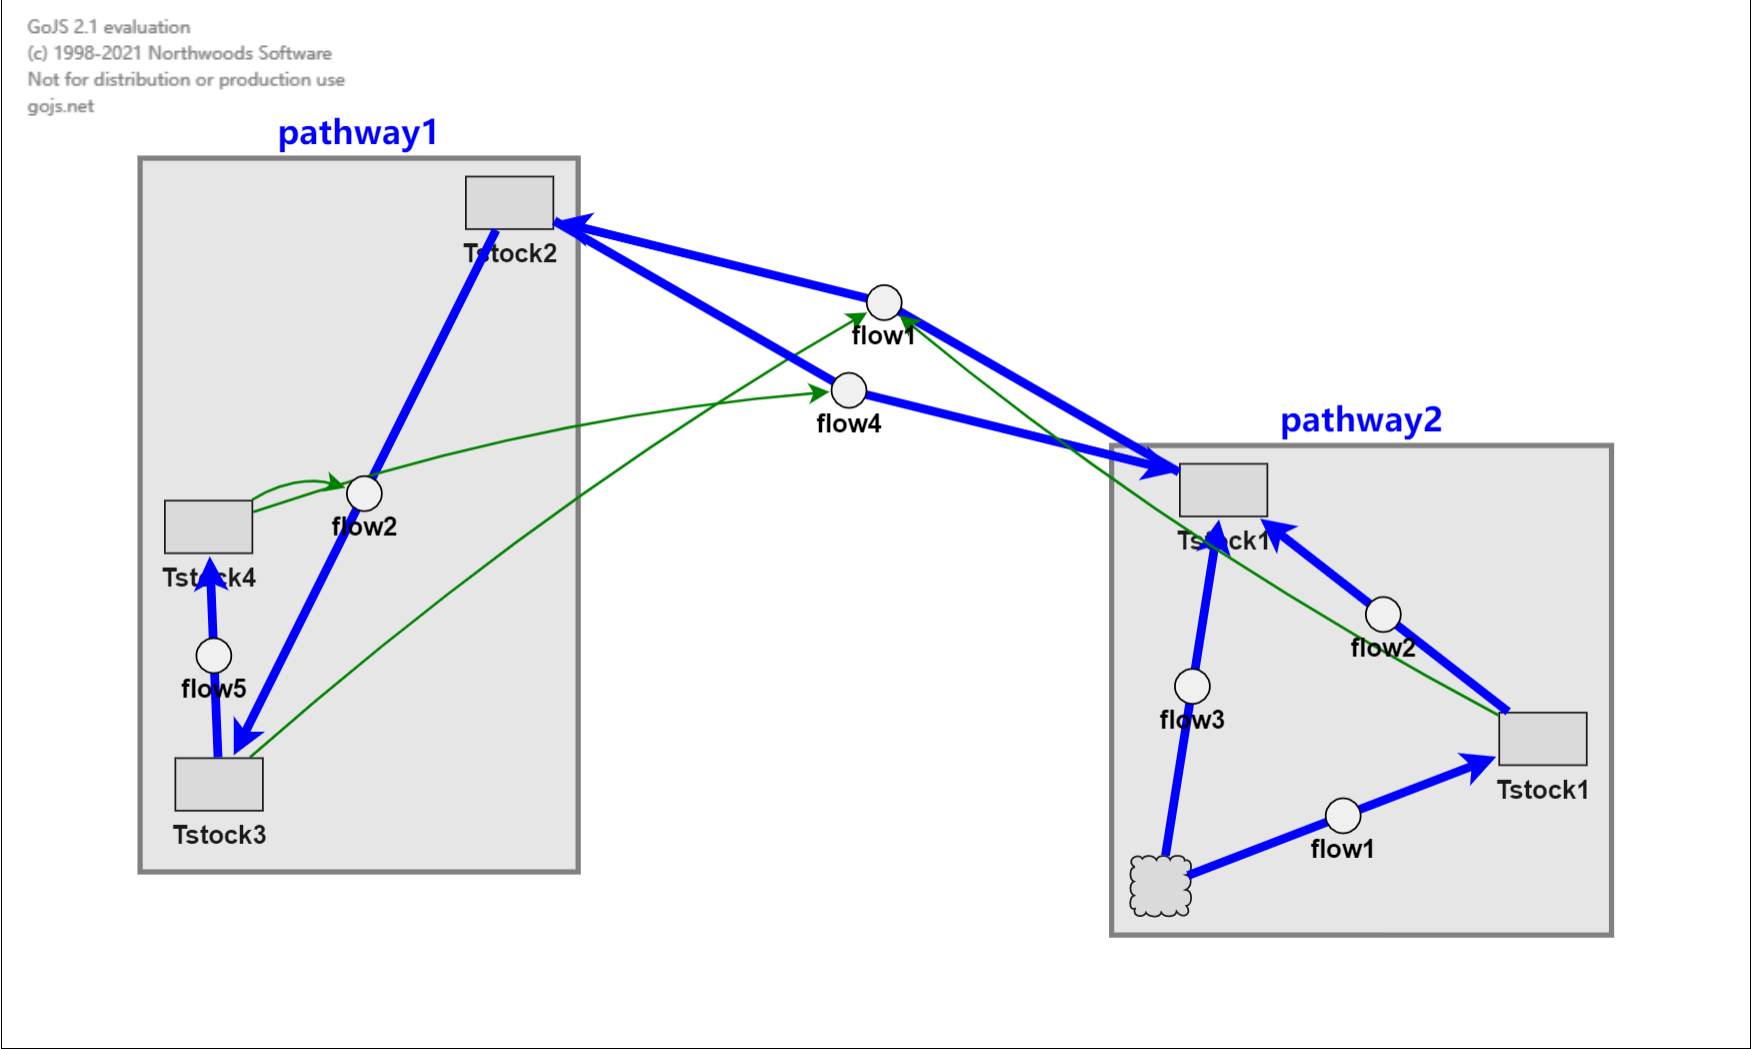 GoJS 2.1 evaluation
(c) 1998-2021 Northwoods Software
Not for distribution or production use
gojs.net
pathway1
Tstock2
flow1
flow4
pathway2
flow2
Tstock4
Tstock1
flow2
flow5
flow3
Tstock1
Tstock3
flow1